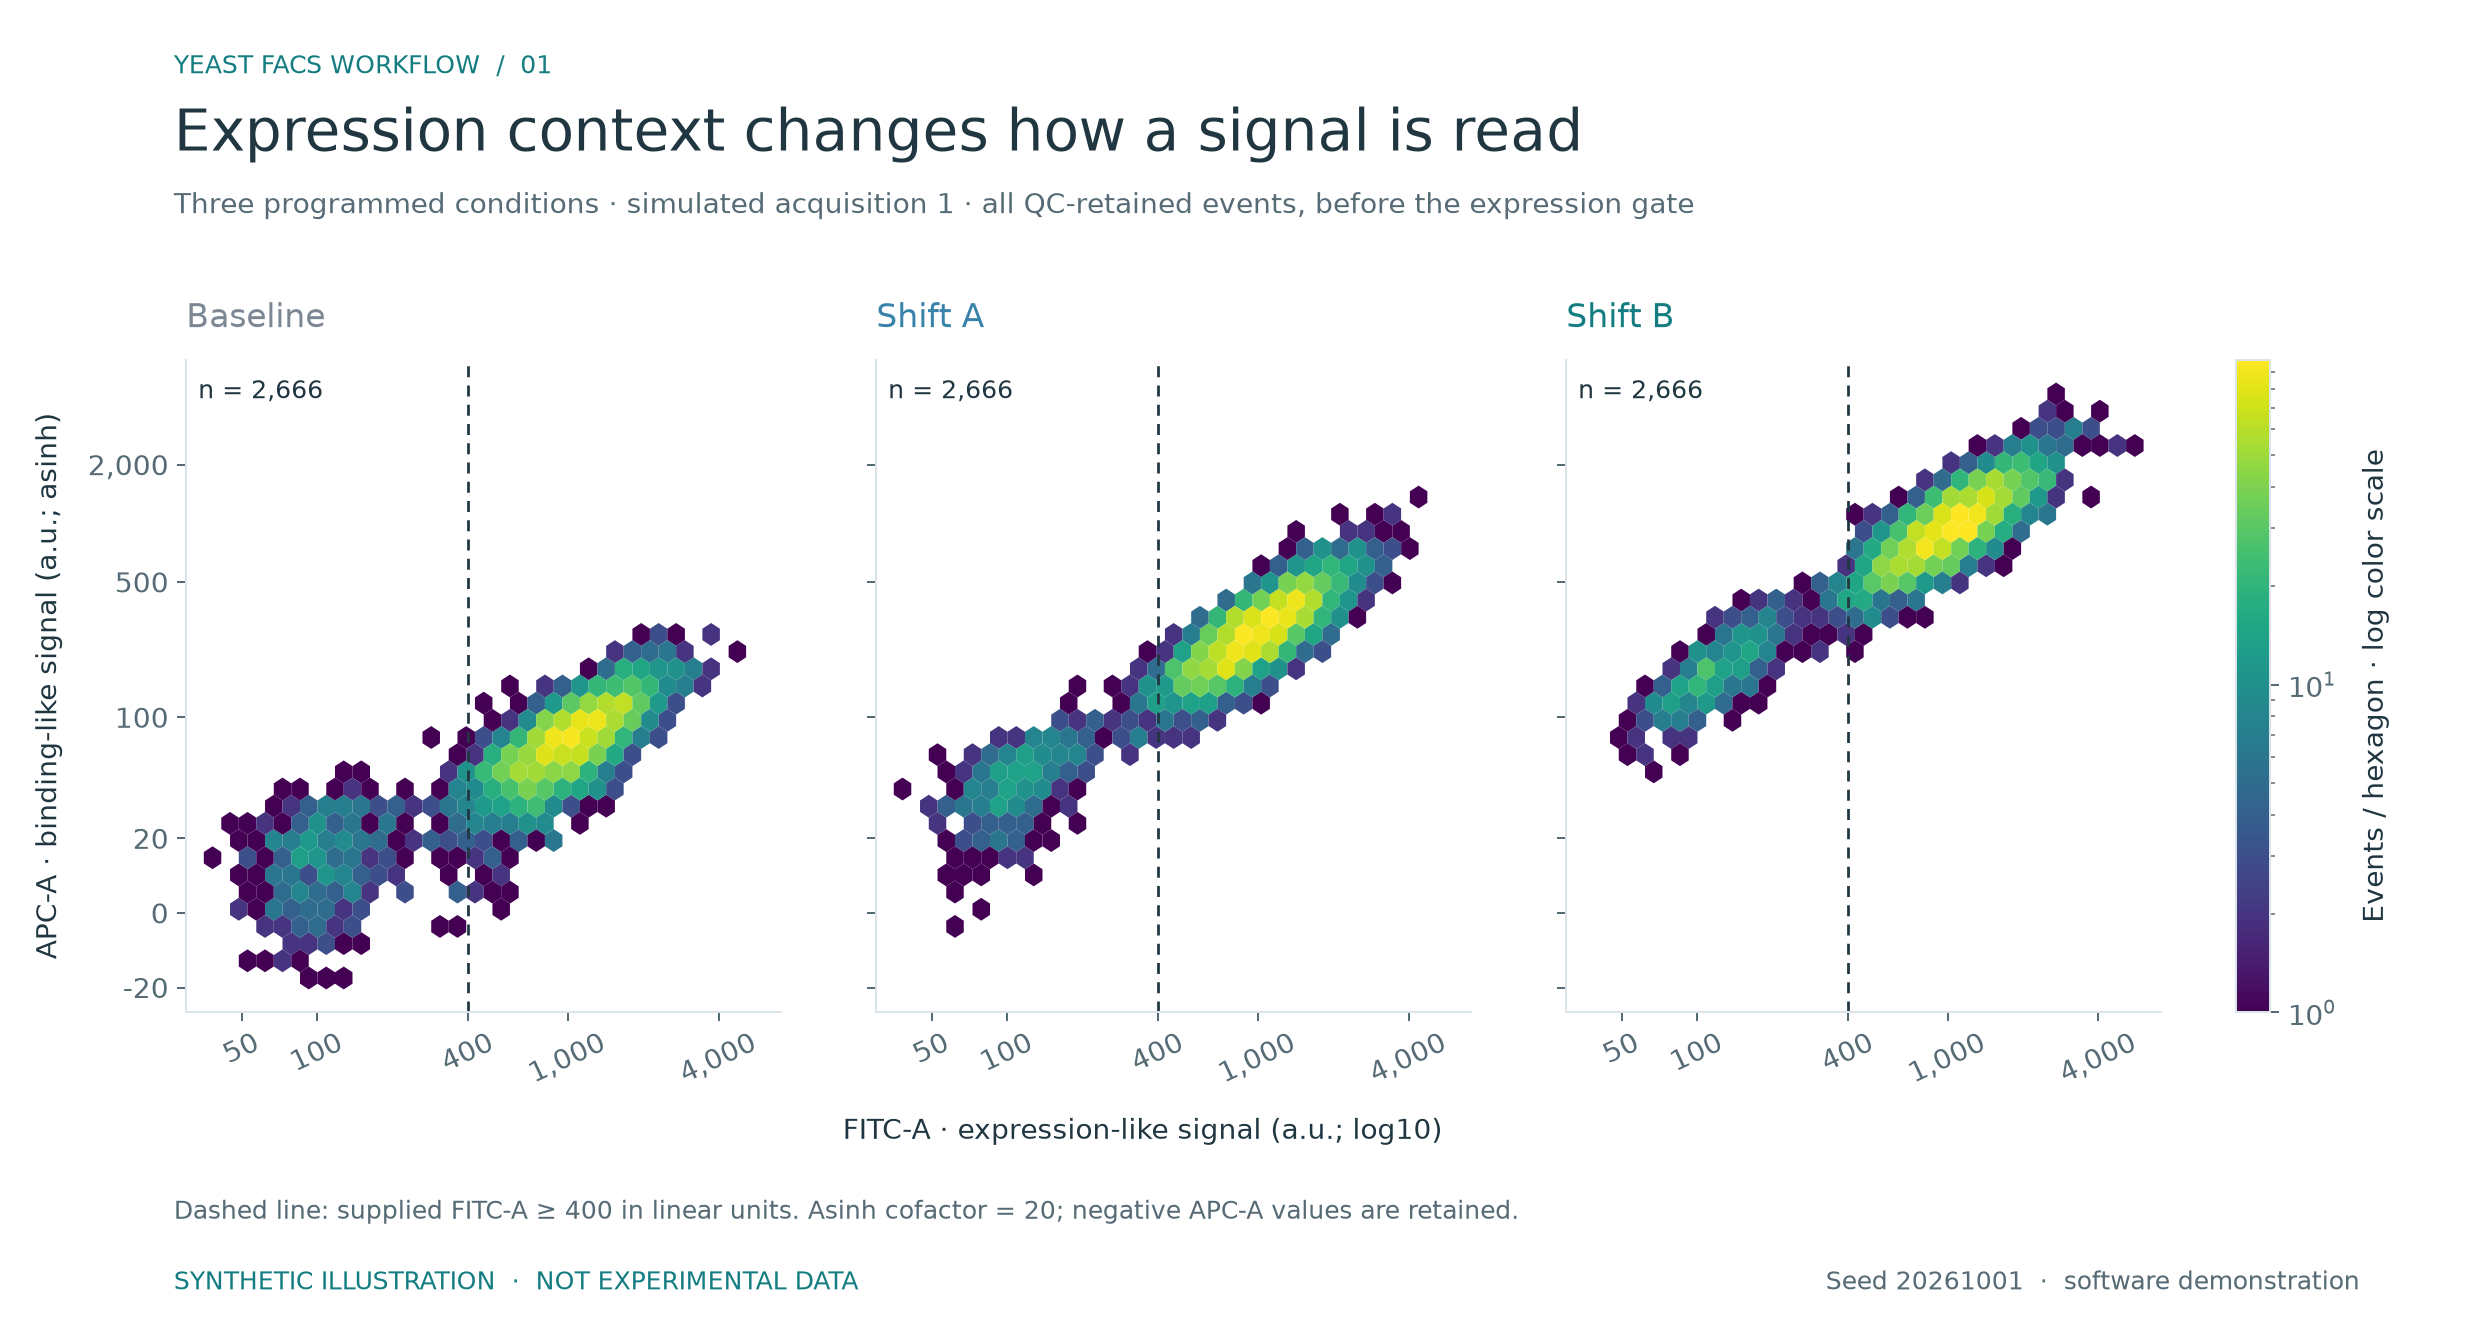 YEAST FACS WORKFLOW / 01
Expression context changes how a signal is read
Three programmed conditions · simulated acquisition 1 · all QC-retained events, before the expression gate
Baseline
Shift A
Shift B
n = 2,666
n = 2,666
n = 2,666
APC-A · binding-like signal (a.u.; asinh)
2,000
500
100
20
0
-20
50
100
400
1,000
4,000
50
100
400
1,000
4,000
50
100
400
1,000
4,000
10¹
10⁰
Events / hexagon · log color scale
FITC-A · expression-like signal (a.u.; log10)
Dashed line: supplied FITC-A ≥ 400 in linear units. Asinh cofactor = 20; negative APC-A values are retained.
SYNTHETIC ILLUSTRATION · NOT EXPERIMENTAL DATA
Seed 20261001 · software demonstration